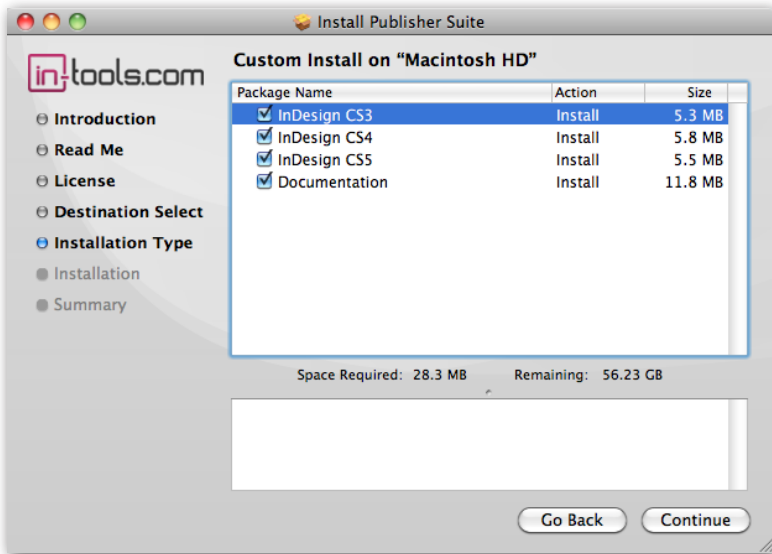 Install Publisher Suite
in-tools.com
Introduction
Read Me
License
Destination Select
Installation Type
Installation
Summary
Custom Install on “Macintosh HD”
Package Name Action Size
InDesign CS3 Install 5.3 MB
InDesign CS4 Install 5.8 MB
InDesign CS5 Install 5.5 MB
Documentation Install 11.8 MB
Space Required: 28.3 MB Remaining: 56.23 GB
Go Back Continue